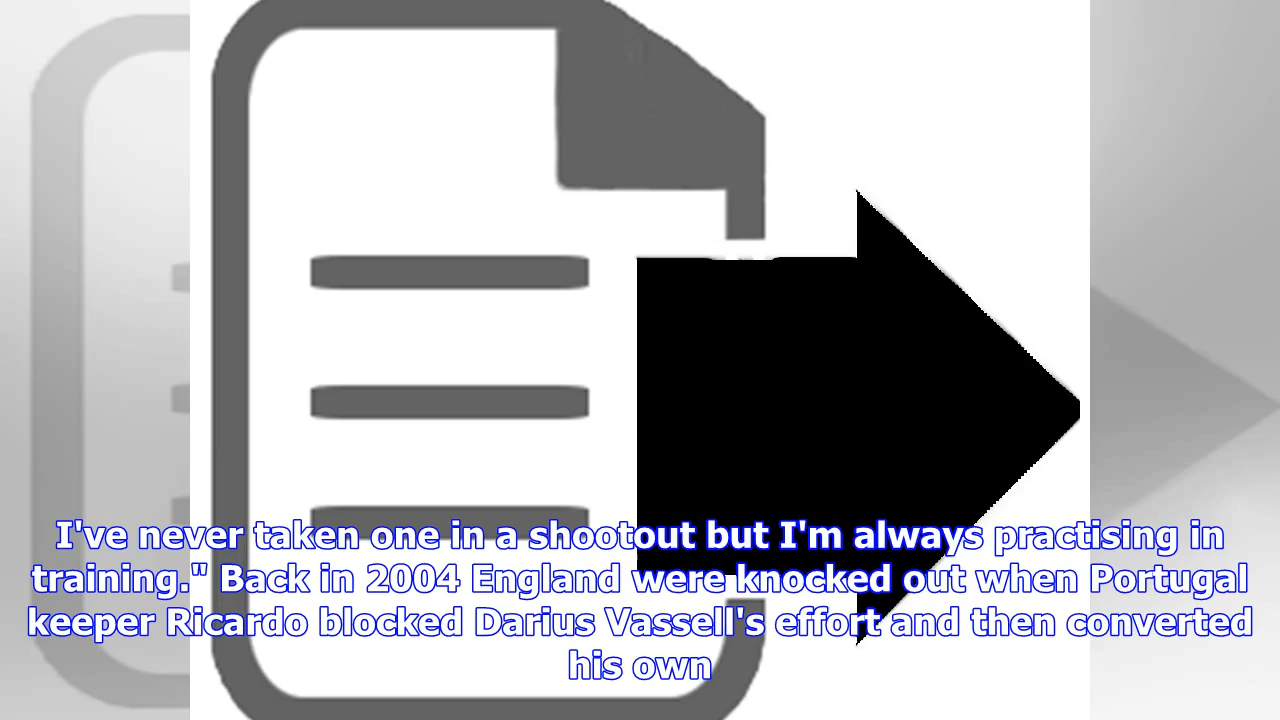 I've never taken one in a shootout but I'm always practising in
training." Back in 2004 England were knocked out when Portugal
keeper Ricardo blocked Darius Vassell's effort and then converted
his own